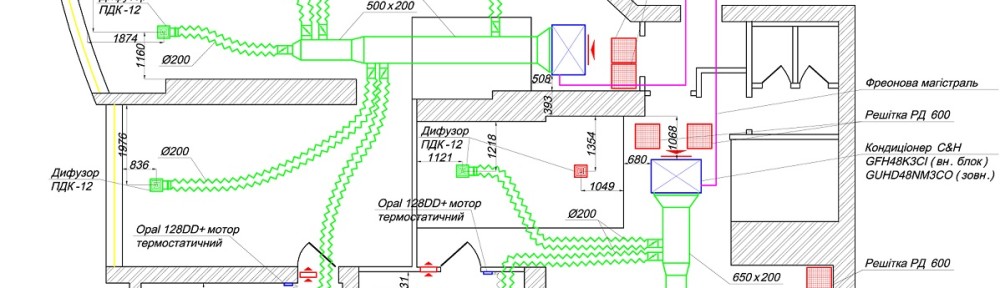 Дифузор
ПДК-12
1874
1160
Ø200
500 x 200
508
393
Фреонова магістраль
Решітка РД 600
Кондиціонер C&H
GFH48K3CI ( вн. блок )
GUHD48NM3CO ( зовн. )
1976
836
Ø200
Дифузор
ПДК-12
Дифузор
ПДК-12
1121
1218
1354
1049
680
1068
Opal 128DD+ мотор
термостатичний
Opal 128DD+ мотор
термостатичний
Ø200
650 x 200
Решітка РД 600
31